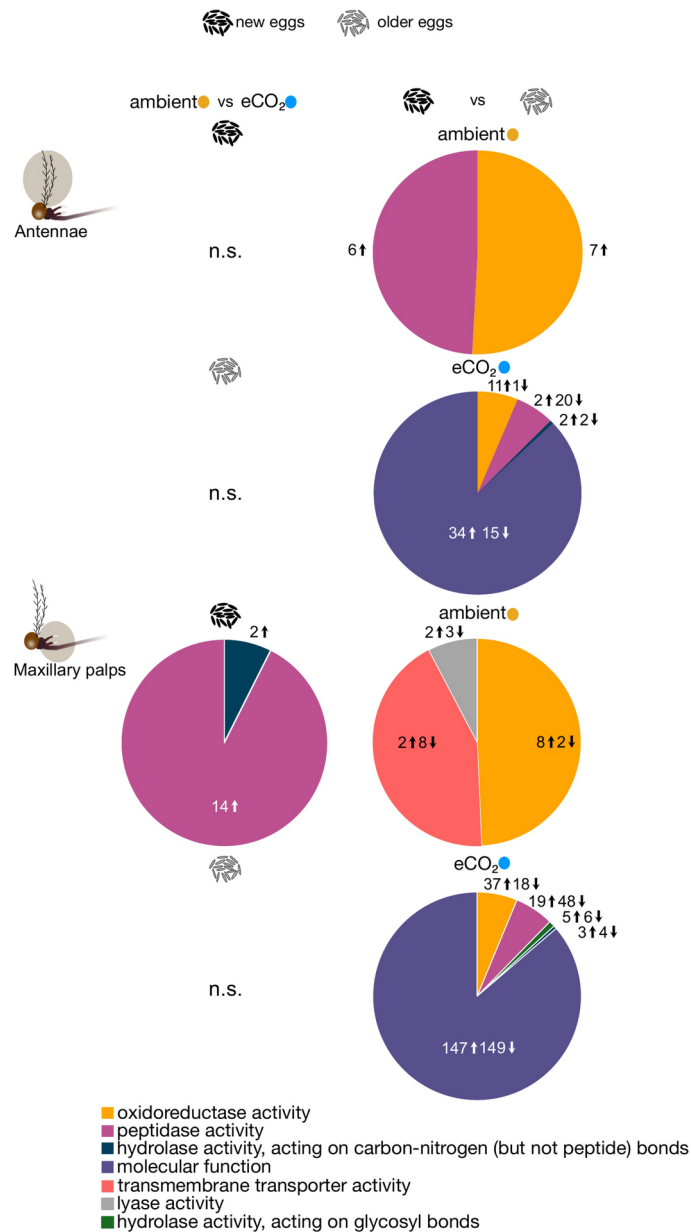 new eggs older eggs
ambient vs eCO₂ vs
ambient
Antennae
6↑ 7↑
n.s.
eCO₂
11↑1↓
2↑20↓
2↑2↓
n.s.
34↑ 15↓
ambient
2↑ 2↑3↓
Maxillary palps
2↑8↓ 8↑2↓
14↑
eCO₂
37↑18↓
19↑48↓
5↑6↓
3↑4↓
n.s.
147↑149↓
oxidoreductase activity
peptidase activity
hydrolase activity, acting on carbon-nitrogen (but not peptide) bonds
molecular function
transmembrane transporter activity
lyase activity
hydrolase activity, acting on glycosyl bonds